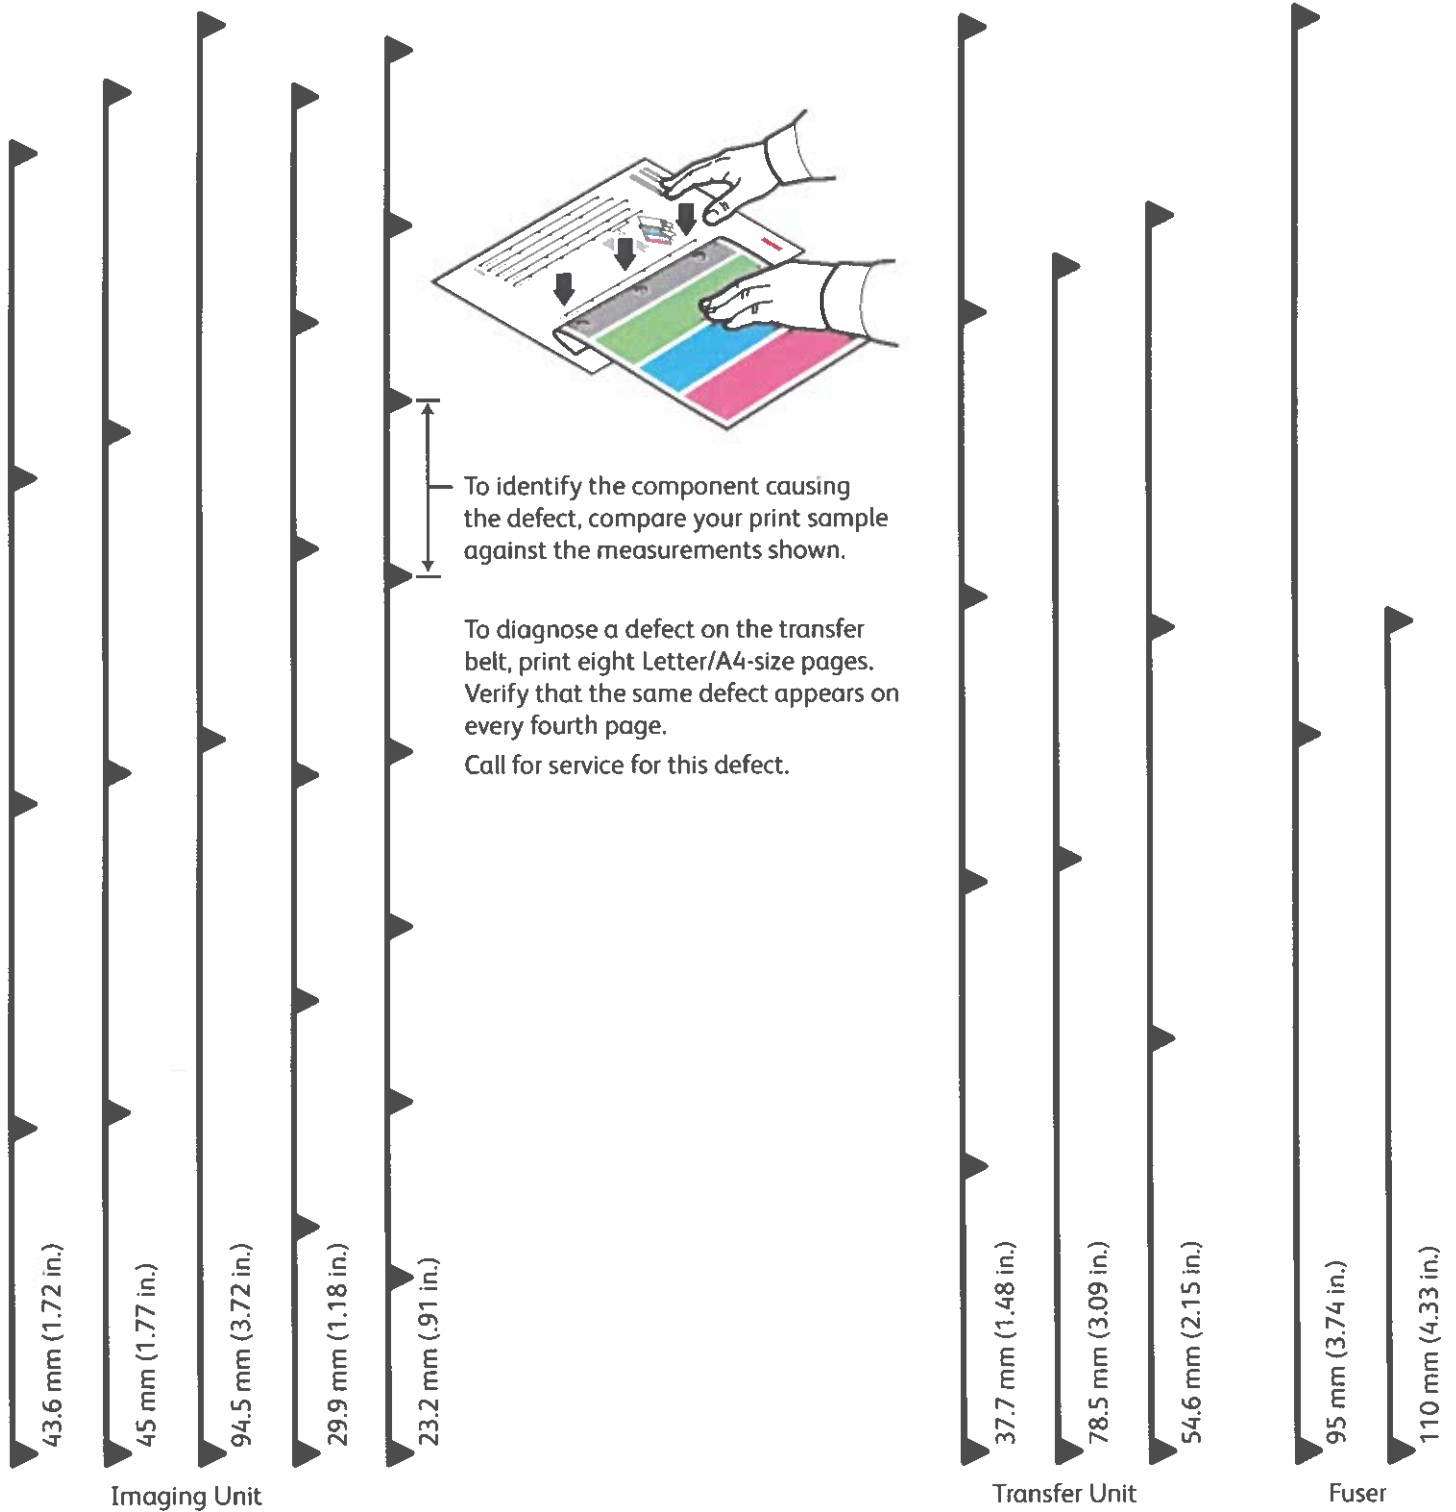 To identify the component causing
the defect, compare your print sample
against the measurements shown.
To diagnose a defect on the transfer
belt, print eight Letter/A4-size pages.
Verify that the same defect appears on
every fourth page.
Call for service for this defect.
43.6 mm (1.72 in.)
45 mm (1.77 in.)
94.5 mm (3.72 in.)
29.9 mm (1.18 in.)
23.2 mm (.91 in.)
37.7 mm (1.48 in.)
78.5 mm (3.09 in.)
54.6 mm (2.15 in.)
95 mm (3.74 in.)
110 mm (4.33 in.)
Imaging Unit
Transfer Unit
Fuser